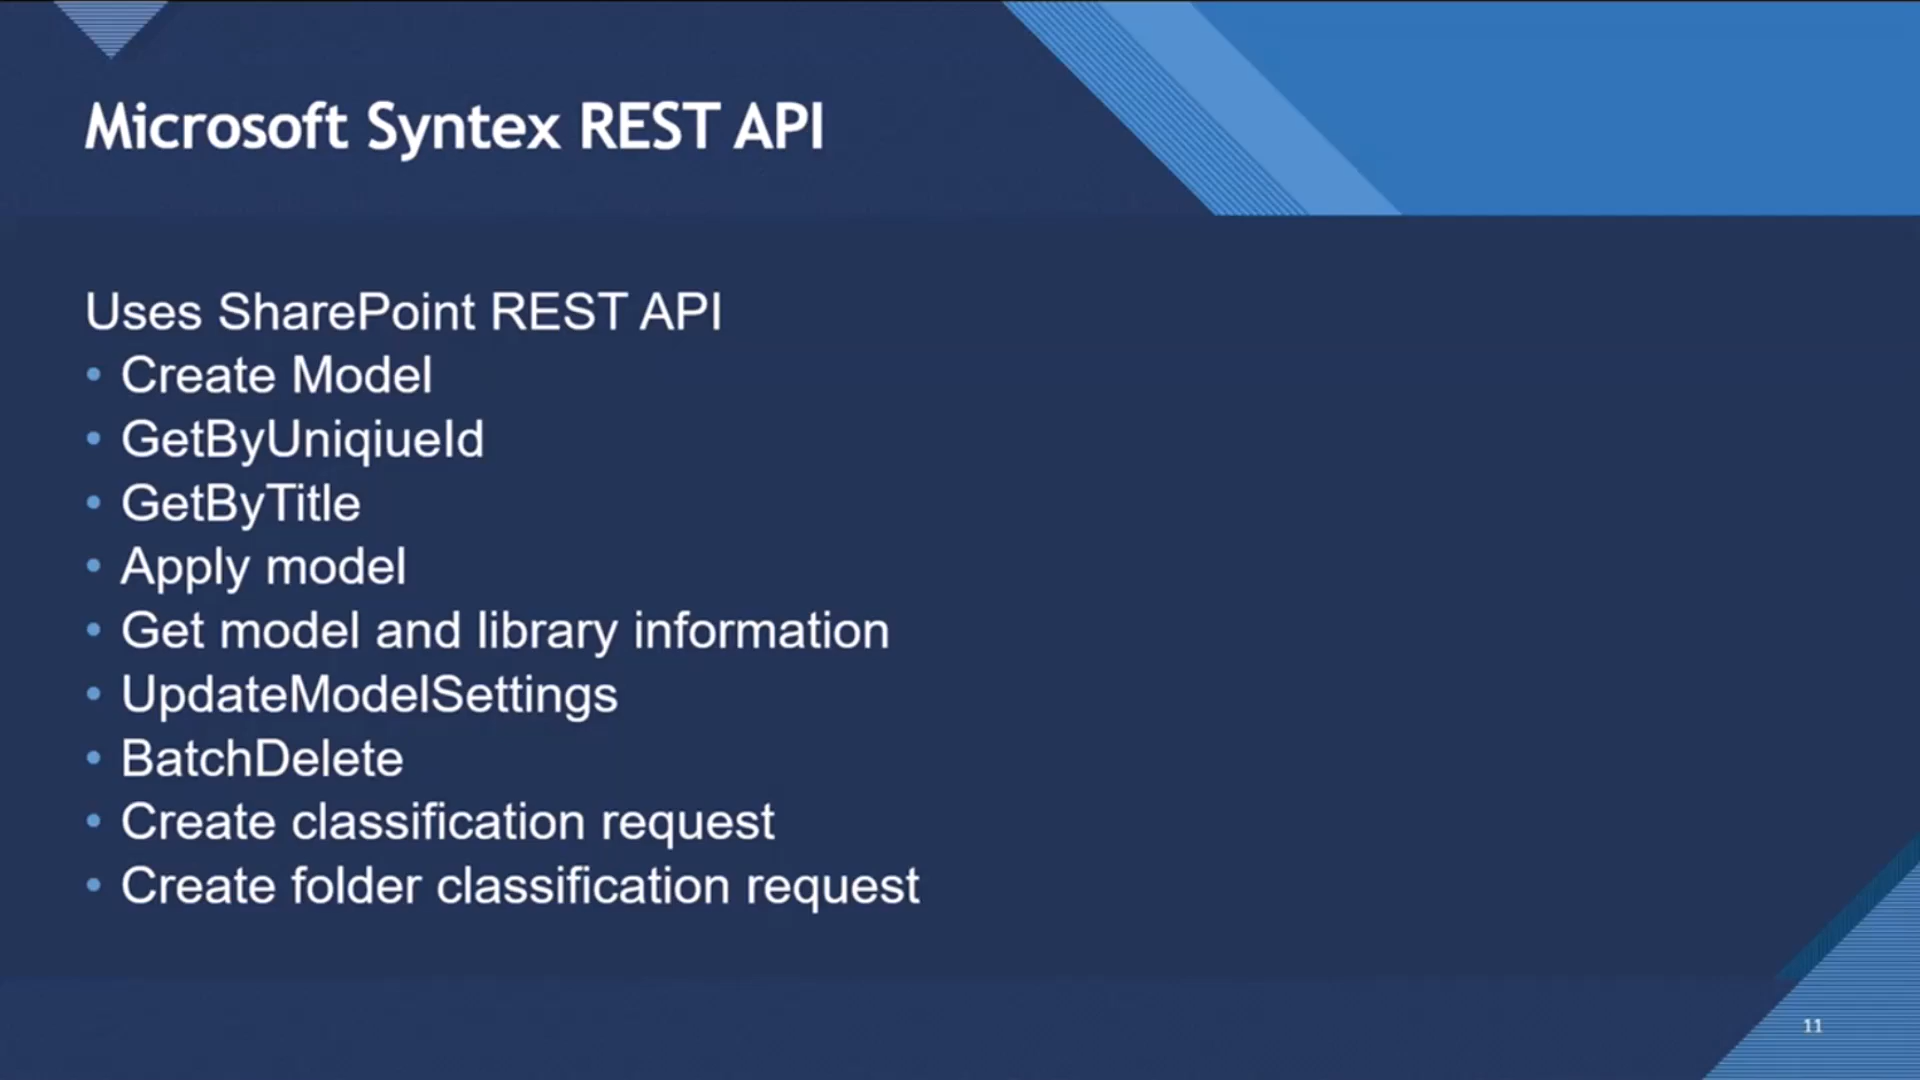 Microsoft Syntex REST API
Uses SharePoint REST API
• Create Model
• GetByUniqiueId
• GetByTitle
• Apply model
• Get model and library information
• UpdateModelSettings
• BatchDelete
• Create classification request
• Create folder classification request
11